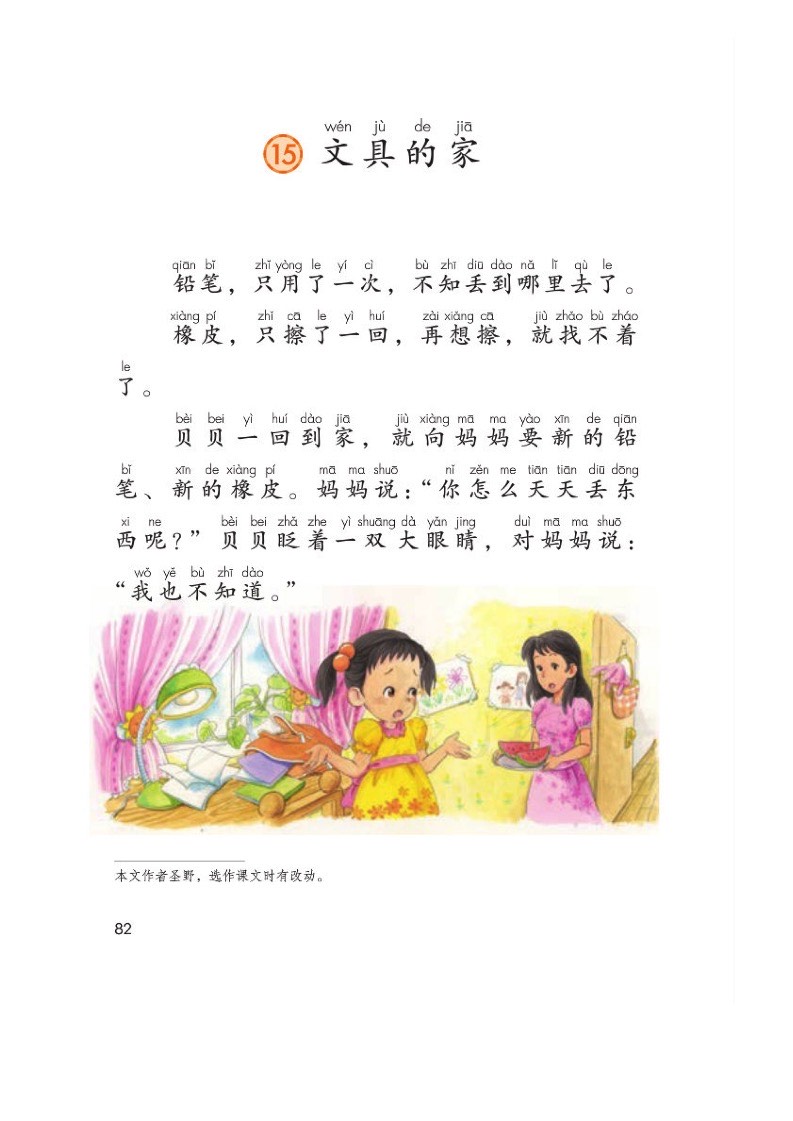 wén jù de jiā
15 文具的家
qiān bǐ zhǐ yòng le yí cì bù zhī diū dào nǎ lǐ qù le
铅笔，只用了一次，不知丢到哪里去了。
xiàng pí zhǐ cā le yì huí zài xiǎng cā jiù zhǎo bù zháo
橡皮，只擦了一回，再想擦，就找不着
le
了。
bèi bei yì huí dào jiā jiù xiàng mā ma yào xīn de qiān
贝贝一回到家，就向妈妈要新的铅
bǐ xīn de xiàng pí mā ma shuō nǐ zěn me tiān tiān diū dōng
笔、新的橡皮。妈妈说：“你怎么天天丢东
xi ne bèi bei zhǎ zhe yì shuāng dà yǎn jing duì mā ma shuō
西呢？”贝贝眨着一双大眼睛，对妈妈说：
wǒ yě bù zhī dào
“我也不知道。”
本文作者圣野，选作课文时有改动。
82